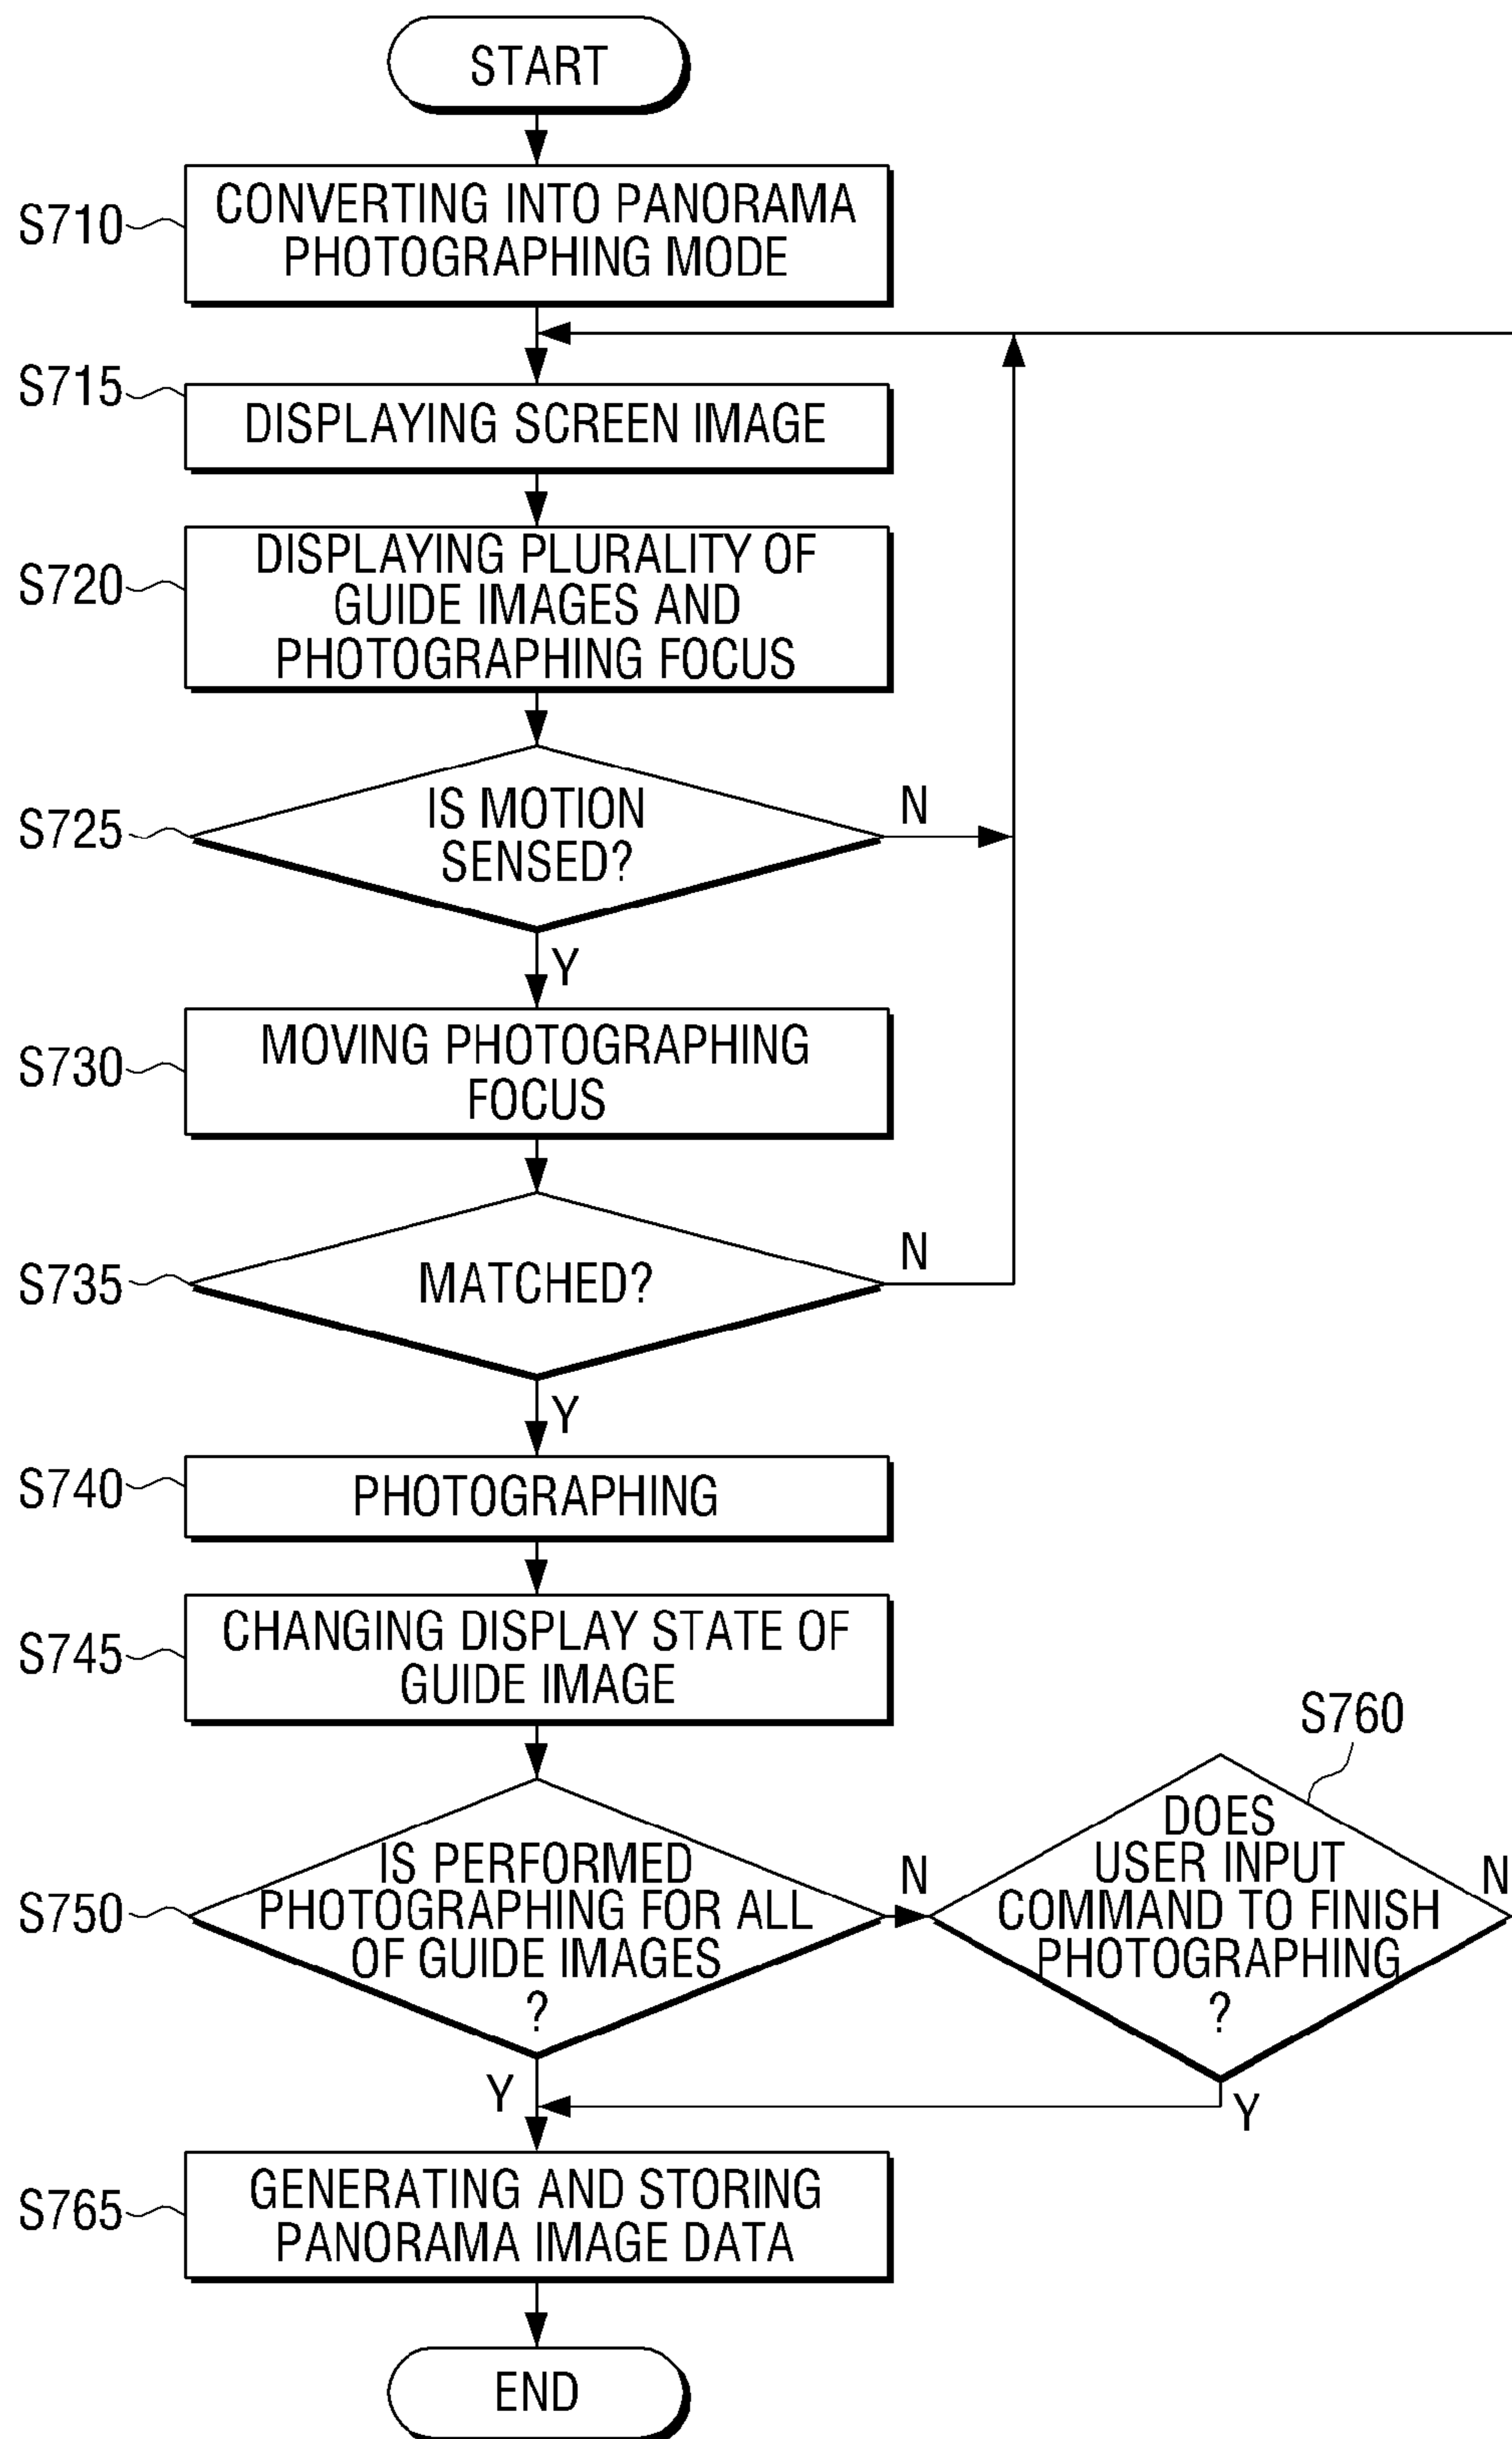 START
S710
CONVERTING INTO PANORAMA
PHOTOGRAPHING MODE
S715
DISPLAYING SCREEN IMAGE
S720
DISPLAYING PLURALITY OF
GUIDE IMAGES AND
PHOTOGRAPHING FOCUS
S725
IS MOTION
SENSED?
N
Y
S730
MOVING PHOTOGRAPHING
FOCUS
S735
MATCHED?
N
Y
S740
PHOTOGRAPHING
S745
CHANGING DISPLAY STATE OF
GUIDE IMAGE
S750
IS PERFORMED
PHOTOGRAPHING FOR ALL
OF GUIDE IMAGES
?
N
Y
S760
DOES
USER INPUT
COMMAND TO FINISH
PHOTOGRAPHING
?
N
Y
S765
GENERATING AND STORING
PANORAMA IMAGE DATA
END